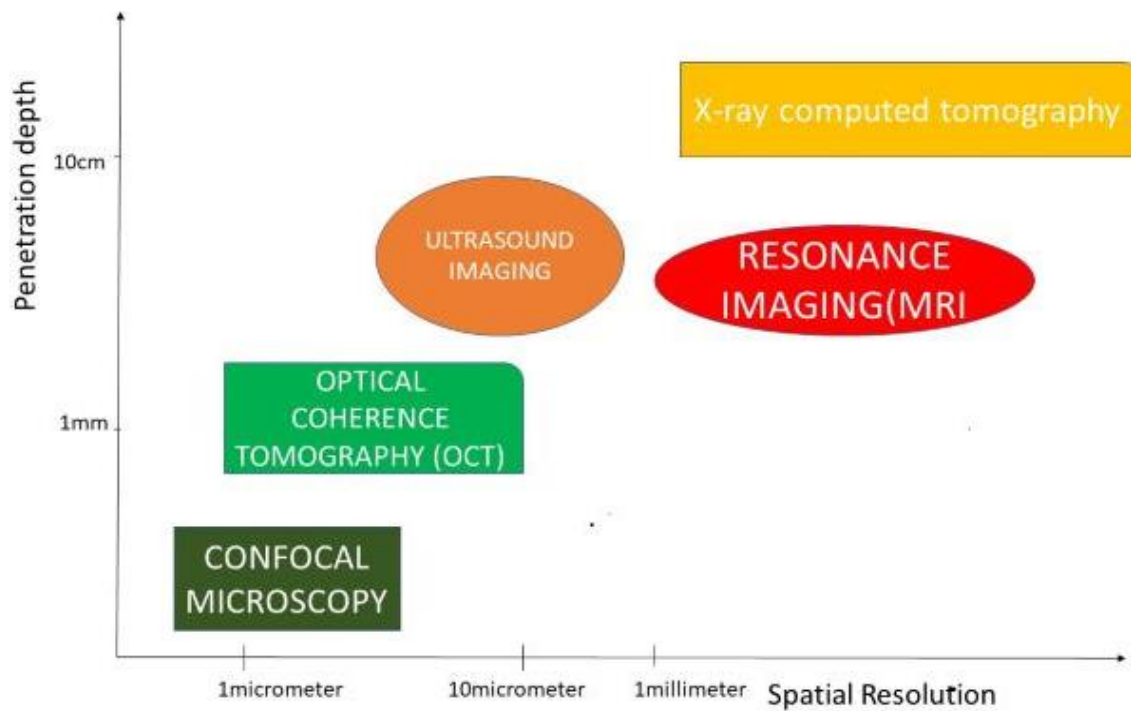 Penetration depth
10cm
1mm
X-ray computed tomography
ULTRASOUND
IMAGING
RESONANCE
IMAGING(MRI
OPTICAL
COHERENCE
TOMOGRAPHY (OCT)
CONFOCAL
MICROSCOPY
1micrometer
10micrometer
1millimeter
Spatial Resolution